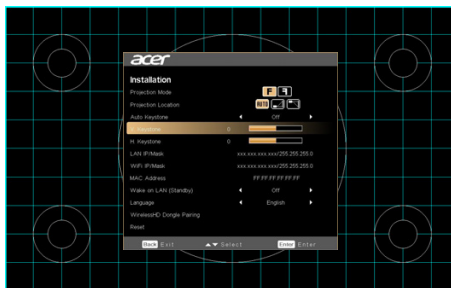 acer
Installation
Projection Mode F F
Projection Location AUTO
Auto Keystone Off
V. Keystone 0
H. Keystone 0
LAN IP/Mask xxx.xxx.xxx.xxx/255.255.255.0
WiFi IP/Mask xxx.xxx.xxx.xxx/255.255.255.0
MAC Address FF:FF:FF:FF:FF:FF
Wake on LAN (Standby) Off
Language English
WirelessHD Dongle Pairing
Reset
Back Exit Select Enter Enter